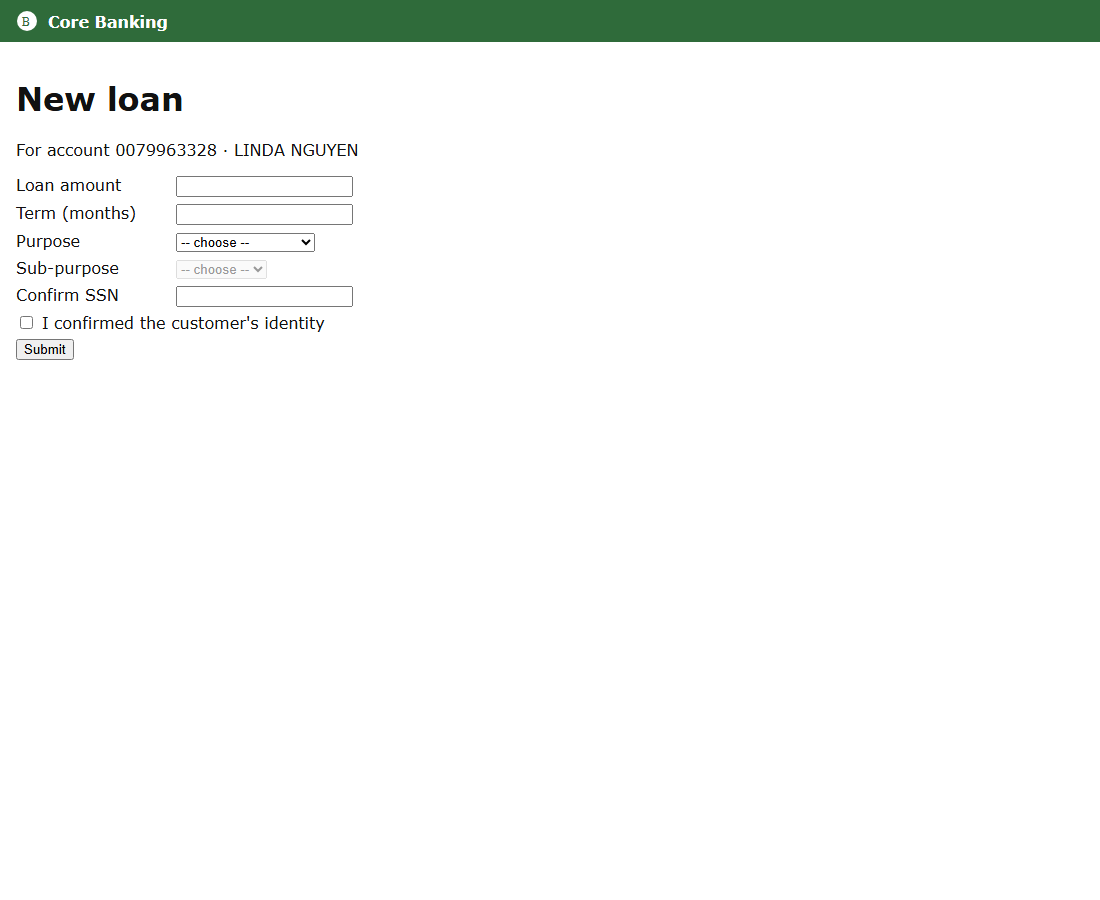 B Core Banking
New loan
For account 0079963328 · LINDA NGUYEN
Loan amount
Term (months)
Purpose -- choose --
Sub-purpose -- choose --
Confirm SSN
I confirmed the customer's identity
Submit